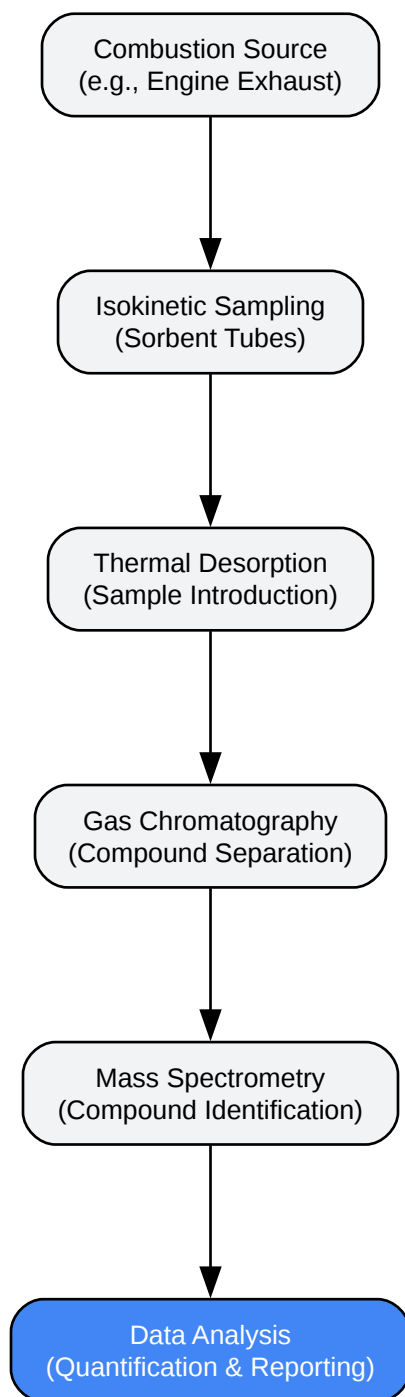 Combustion Source
(e.g., Engine Exhaust)
Isokinetic Sampling
(Sorbent Tubes)
Thermal Desorption
(Sample Introduction)
Gas Chromatography
(Compound Separation)
Mass Spectrometry
(Compound Identification)
Data Analysis
(Quantification & Reporting)